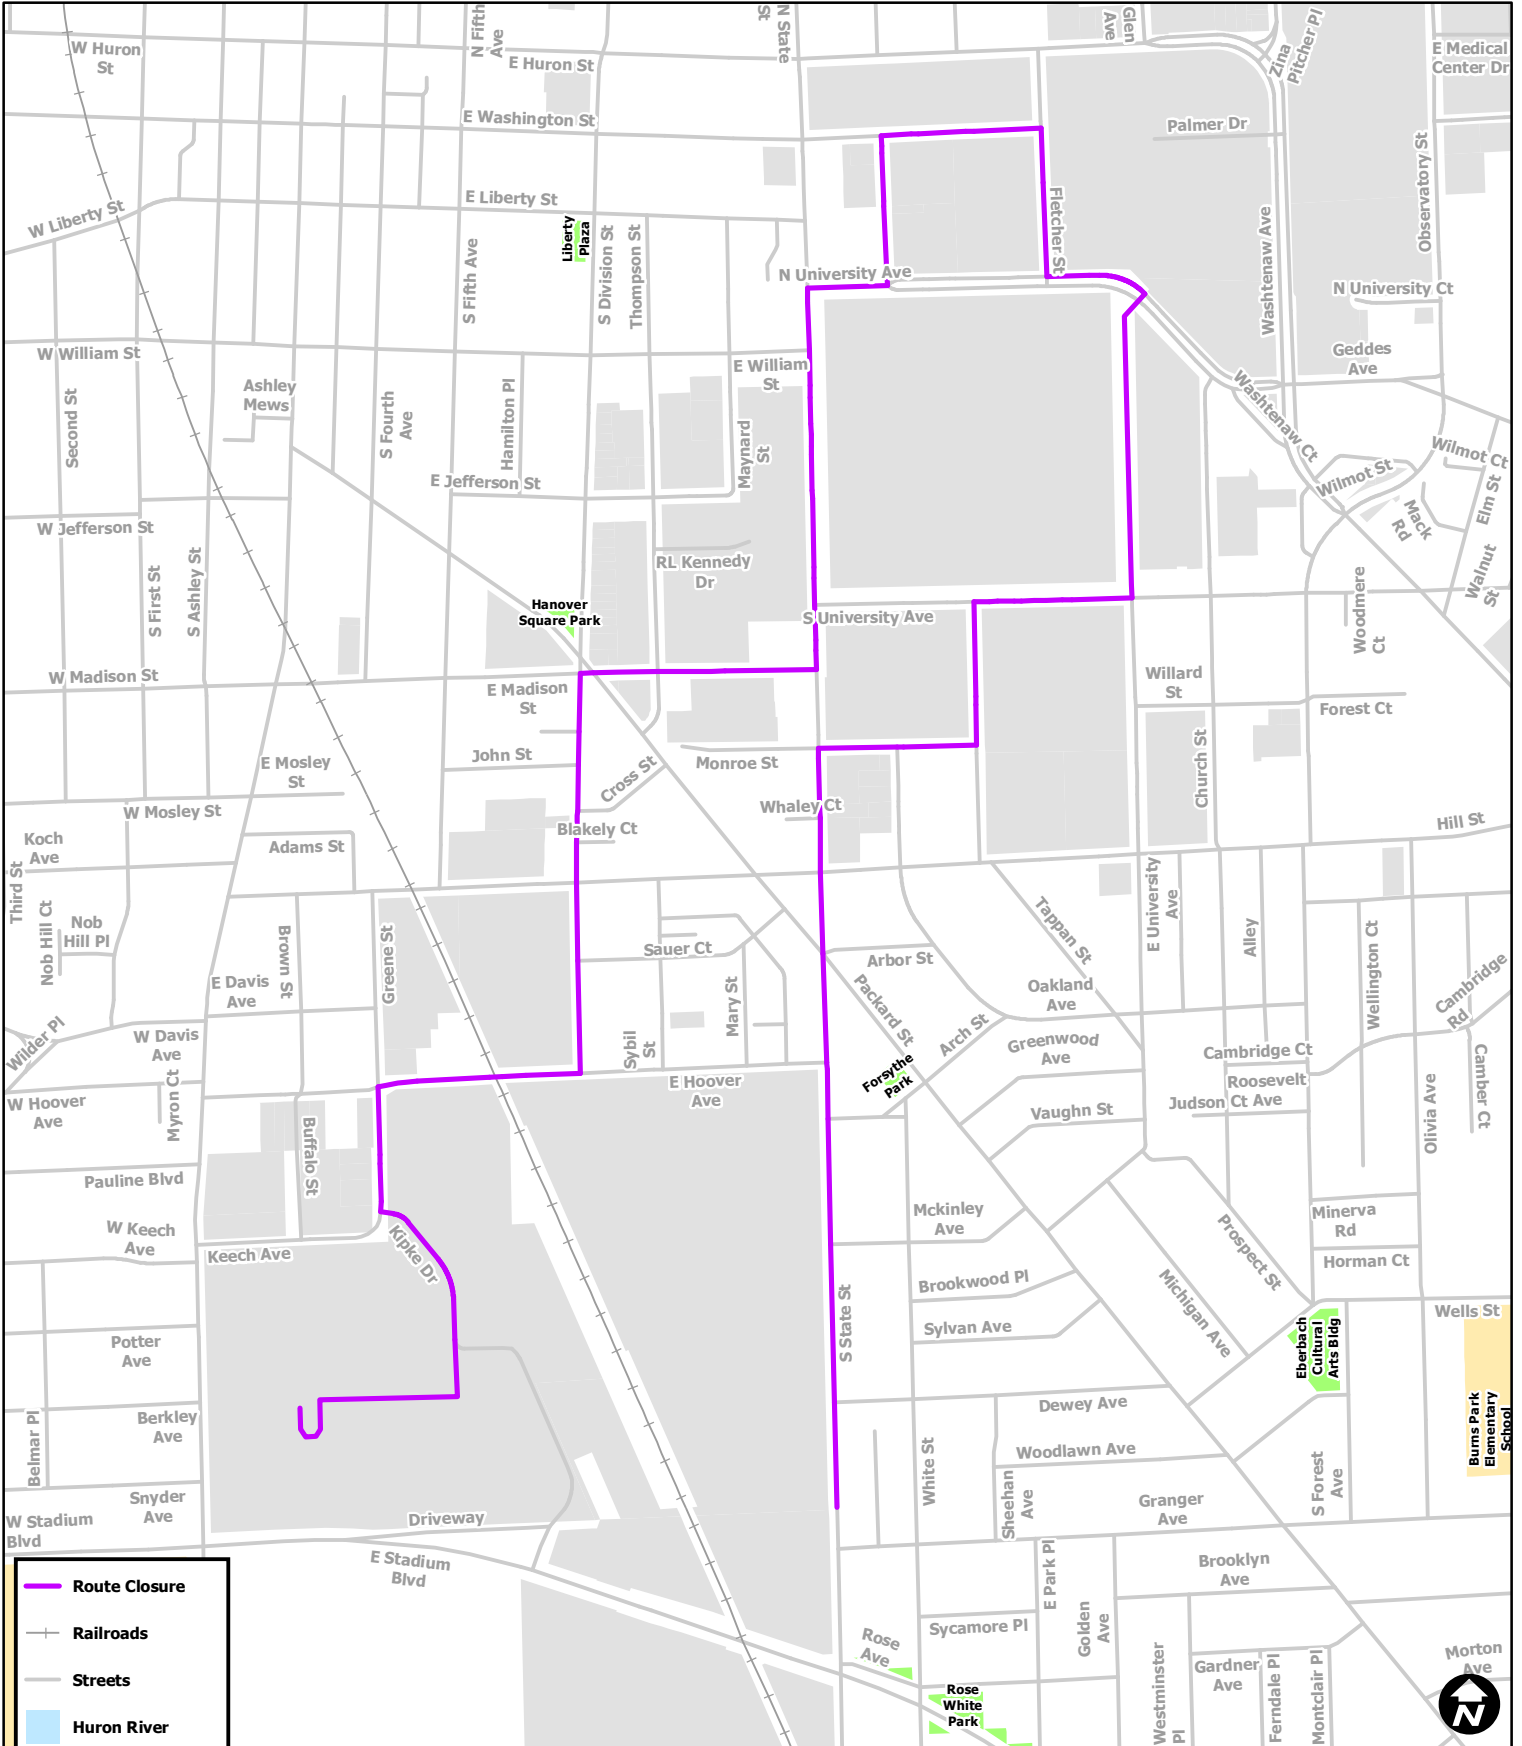 W Huron
St
N Fifth
Ave
E Huron St
N State
St
Glen
Ave
Zina
Pitcher Pl
E Medical
Center Dr
E Washington St
Palmer Dr
Observatory St
W Liberty St
E Liberty St
Liberty
Plaza
S Fifth Ave
S Division St
Thompson St
Fletcher St
Washtenaw Ave
N University Ave
N University Ct
W William St
E William
St
Geddes
Ave
Second St
Ashley
Mews
S Fourth
Ave
Hamilton Pl
Maynard
St
Washtenaw Ct
Wilmot St
Wilmot Ct
Elm St
Mack
Rd
E Jefferson St
W Jefferson St
S First St
S Ashley St
RL Kennedy
Dr
Woodmere
Ct
Walnut
St
Hanover
Square Park
S University Ave
W Madison St
E Madison
St
Willard
St
Forest Ct
John St
E Mosley
St
Cross St
Monroe St
Church St
W Mosley St
Whaley Ct
Blakely Ct
Hill St
Koch
Ave
Adams St
Third St
Nob Hill Ct
Nob
Hill Pl
Brown St
Greene St
Sauer Ct
Mary St
Sybil
St
Arbor St
Packard St
Tappan St
E University
Ave
Alley
Wellington Ct
Cambridge
Rd
E Davis
Ave
Oakland
Ave
Wilder Pl
W Davis
Ave
Arch St
Greenwood
Ave
Cambridge Ct
Forsythe
Park
E Hoover
Ave
Roosevelt
Ave
Judson Ct
Camber Ct
Olivia Ave
W Hoover
Ave
Myron Ct
Vaughn St
Buffalo St
Pauline Blvd
W Keech
Ave
Keech Ave
Kipke Dr
Mckinley
Ave
Minerva
Rd
Prospect St
Horman Ct
Brookwood Pl
Michigan Ave
S State St
Sylvan Ave
Wells St
Eberbach
Cultural
Arts Bldg
Potter
Ave
Berkley
Ave
Belmar Pl
Dewey Ave
Woodlawn Ave
White St
Sheehan
Ave
S Forest
Ave
Burns Park
Elementary
School
Snyder
Ave
Granger
Ave
W Stadium
Blvd
Driveway
E Stadium
Blvd
E Park Pl
Brooklyn
Ave
Golden
Ave
Sycamore Pl
Rose
Ave
Rose
White
Park
Westminster
Pl
Gardner
Ave
Ferndale Pl
Montclair Pl
Morton
Ave
Route Closure
Railroads
Streets
Huron River
N